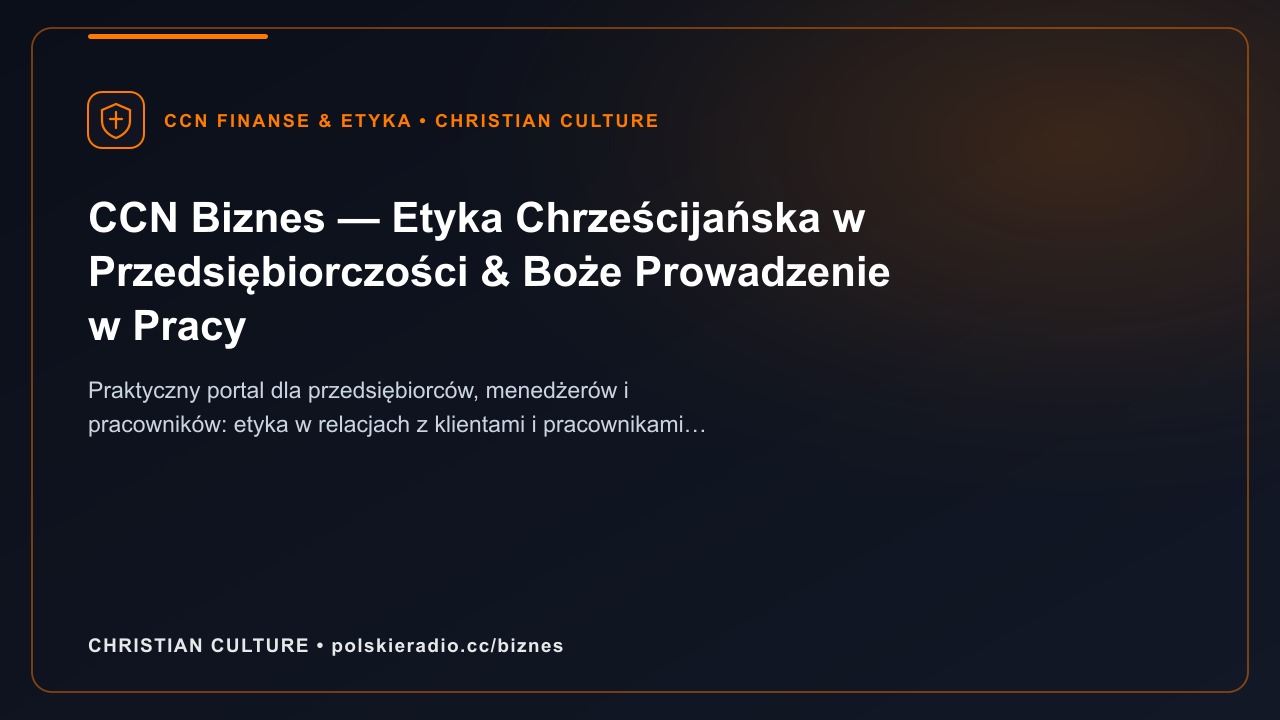 CCN FINANSE & ETYKA • CHRISTIAN CULTURE
CCN Biznes — Etyka Chrześcijańska w
Przedsiębiorczości & Boże Prowadzenie
w Pracy
Praktyczny portal dla przedsiębiorców, menedżerów i
pracowników: etyka w relacjach z klientami i pracownikami…
CHRISTIAN CULTURE • polskieradio.cc/biznes